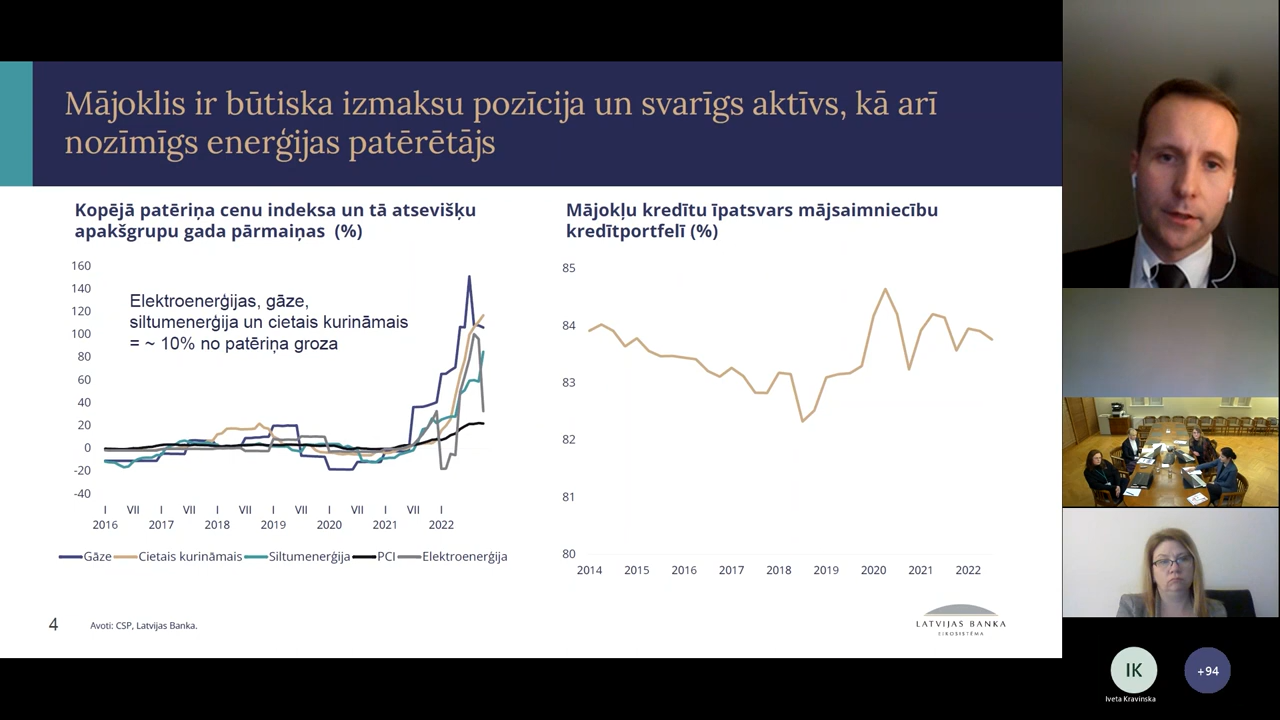 Mājoklis ir būtiska izmaksu pozīcija un svarīgs aktīvs, kā arī
nozīmīgs enerģijas patērētājs
Kopējā patēriņa cenu indeksa un tā atsevišķu
apakšgrupu gada pārmaiņas (%)
160
140
120
100
80
60
40
20
0
-20
-40
Elektroenerģijas, gāze,
siltumenerģija un cietais kurināmais
= ~ 10% no patēriņa groza
I VII I VII I VII I VII I VII I VII I
2016 2017 2018 2019 2020 2021 2022
Gāze Cietais kurināmais Siltumenerģija PCI Elektroenerģija
Mājokļu kredītu īpatsvars mājsaimniecību
kredītportfelī (%)
85
84
83
82
81
80
2014 2015 2016 2017 2018 2019 2020 2021 2022
4
Avoti: CSP, Latvijas Banka.
LATVIJAS BANKA
EIROSISTĒMA
IK
Iveta Kravinska
+94